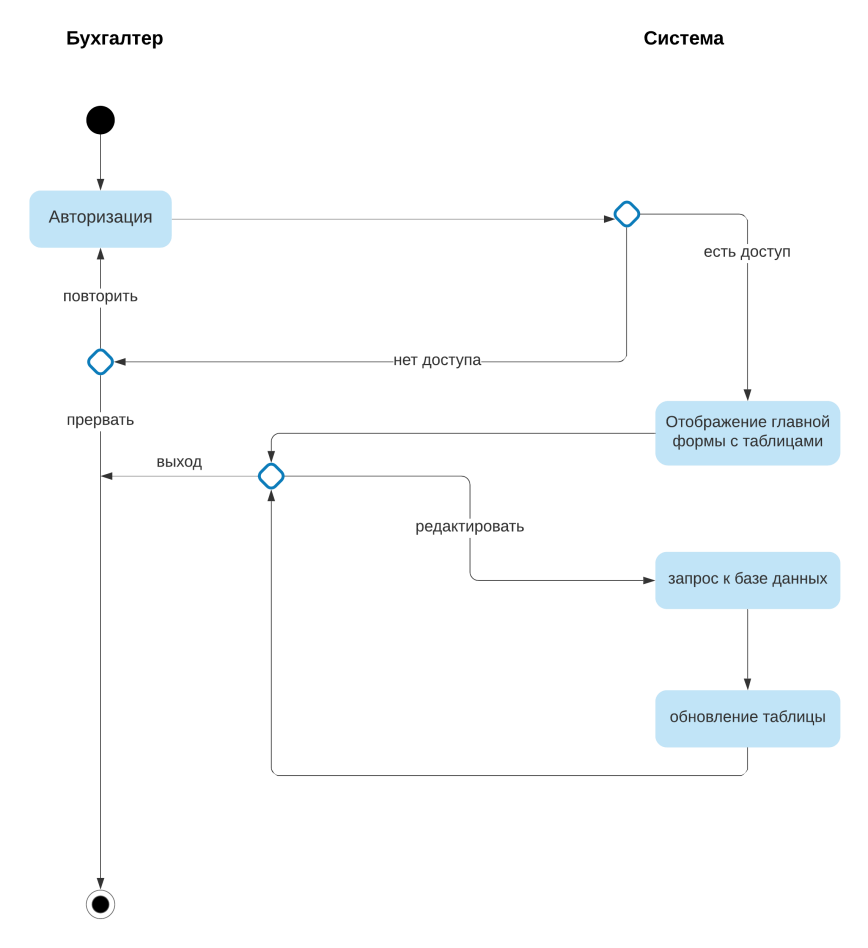 Бухгалтер
Система
Авторизация
есть доступ
повторить
нет доступа
прервать
Отображение главной
формы с таблицами
выход
редактировать
запрос к базе данных
обновление таблицы